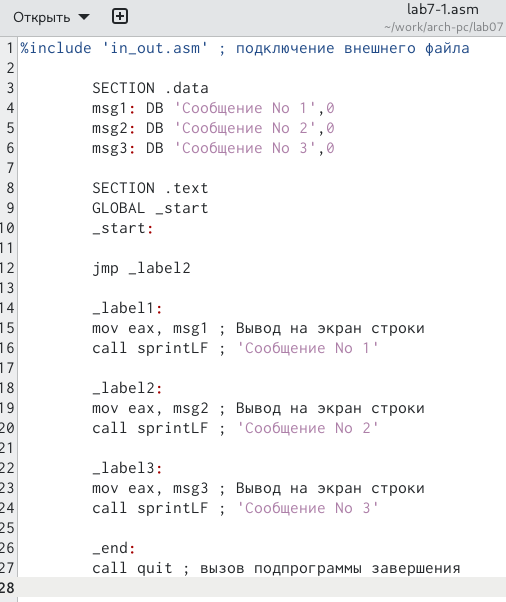 Открыть
lab7-1.asm
~/work/arch-pc/lab07
1 %include 'in_out.asm' ; подключение внешнего файла
2
3 SECTION .data
4 msg1: DB 'Сообщение No 1',0
5 msg2: DB 'Сообщение No 2',0
6 msg3: DB 'Сообщение No 3',0
7
8 SECTION .text
9 GLOBAL _start
10 _start:
11
12 jmp _label2
13
14 _label1:
15 mov eax, msg1 ; Вывод на экран строки
16 call sprintLF ; 'Сообщение No 1'
17
18 _label2:
19 mov eax, msg2 ; Вывод на экран строки
20 call sprintLF ; 'Сообщение No 2'
21
22 _label3:
23 mov eax, msg3 ; Вывод на экран строки
24 call sprintLF ; 'Сообщение No 3'
25
26 _end:
27 call quit ; вызов подпрограммы завершения
28